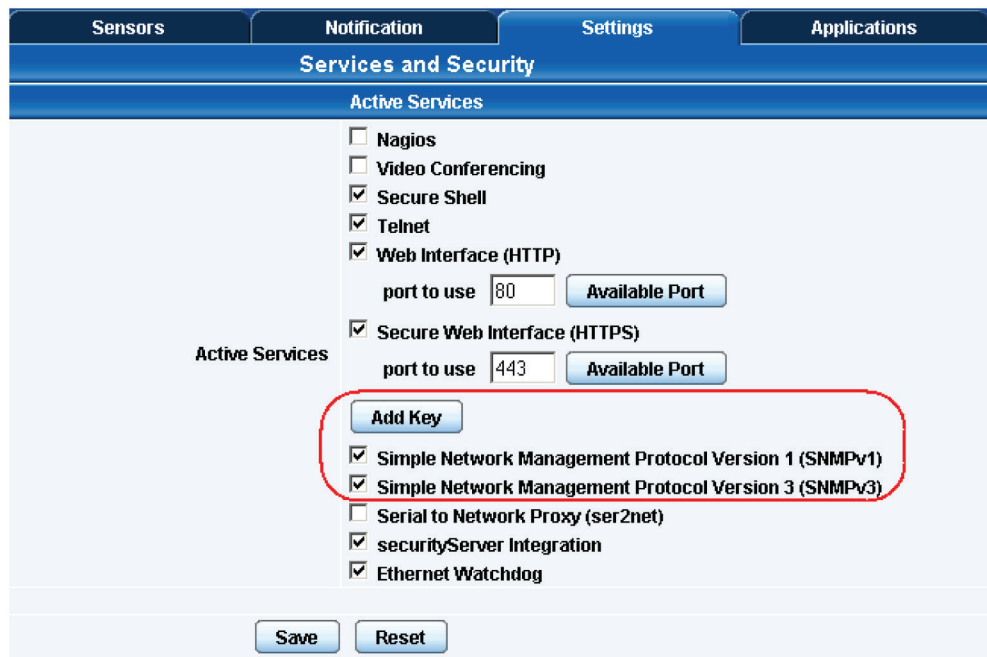 Sensors Notification Settings Applications
Services and Security
Active Services
Nagios
Video Conferencing
Secure Shell
Telnet
Web Interface (HTTP)
port to use 80 Available Port
Secure Web Interface (HTTPS)
Active Services
port to use 443 Available Port
Add Key
Simple Network Management Protocol Version 1 (SNMPv1)
Simple Network Management Protocol Version 3 (SNMPv3)
Serial to Network Proxy (ser2net)
securityServer Integration
Ethernet Watchdog
Save Reset